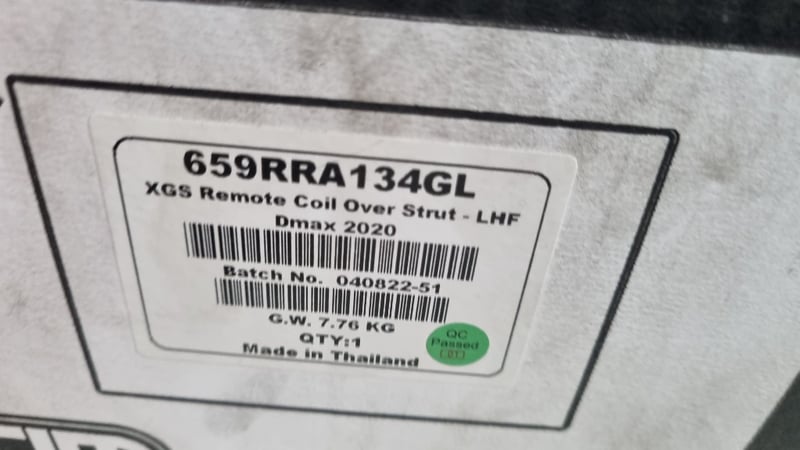 659RRA134GL
XGS Remote Coil Over Strut - LHF
Dmax 2020
Batch No. 040822-51
G.W. 7.76 KG
QTY:1
Made in Thailand
QC
Passed